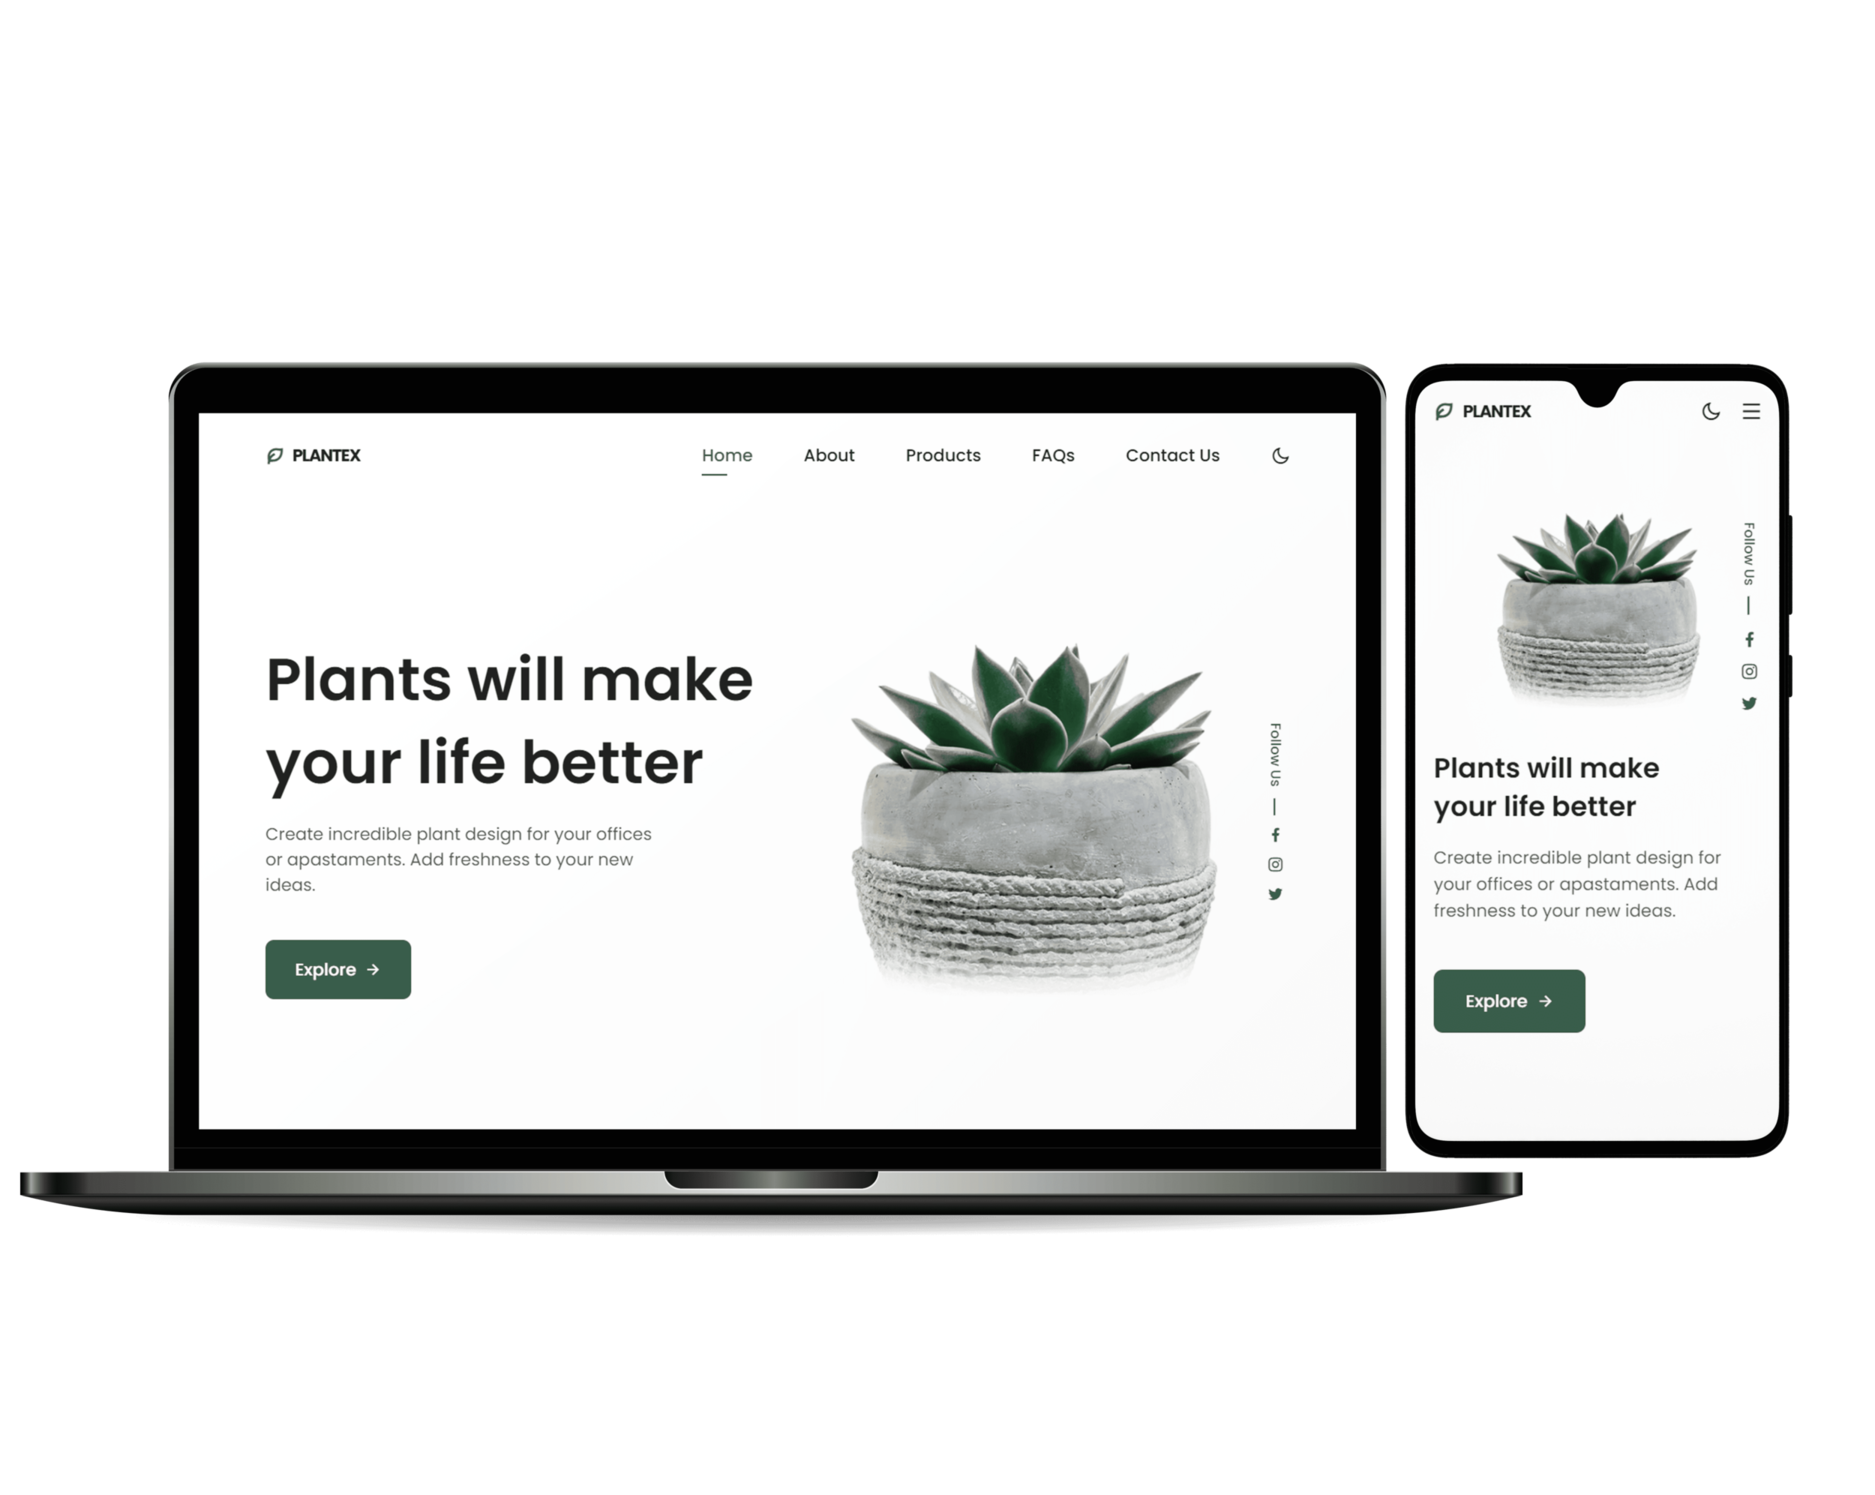 PLANTEX
Home About Products FAQs Contact Us
Plants will make
your life better
Create incredible plant design for your offices
or apastaments. Add freshness to your new
ideas.
Explore
Follow Us
PLANTEX
Follow Us
Plants will make
your life better
Create incredible plant design for
your offices or apastaments. Add
freshness to your new ideas.
Explore